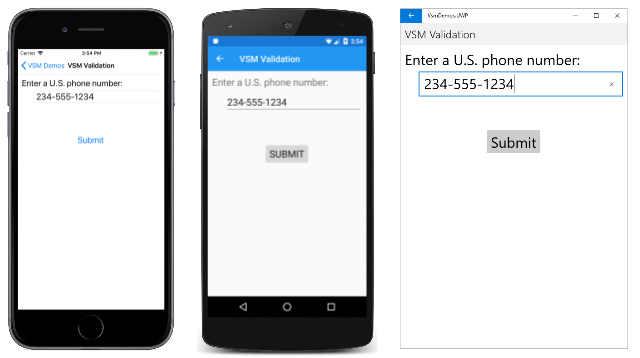 Carrier 3:54 PM
VSM Demos VSM Validation
Enter a U.S. phone number:
234-555-1234
Submit
3:54
VSM Validation
Enter a U.S. phone number:
234-555-1234
SUBMIT
VsmDemos.UWP
VSM Validation
Enter a U.S. phone number:
234-555-1234
Submit